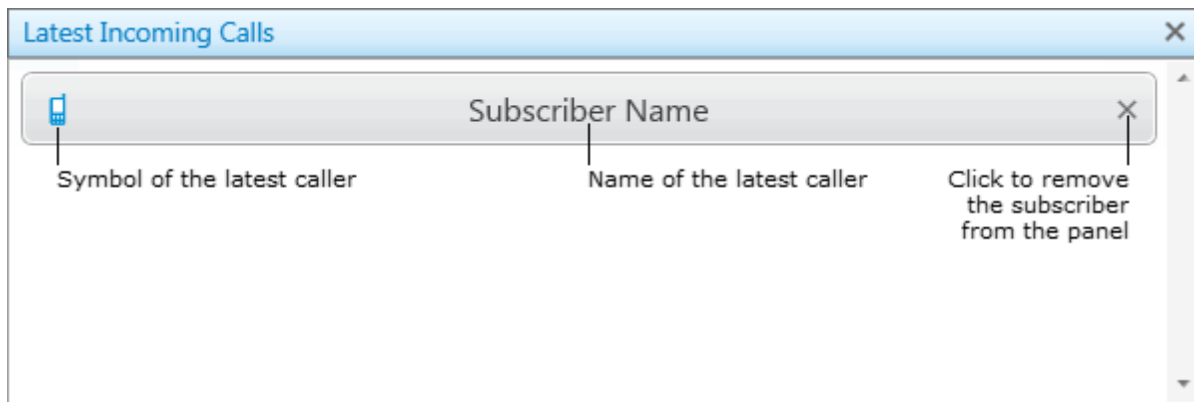 Latest Incoming Calls
Subscriber Name
Symbol of the latest caller
Name of the latest caller
Click to remove
the subscriber
from the panel